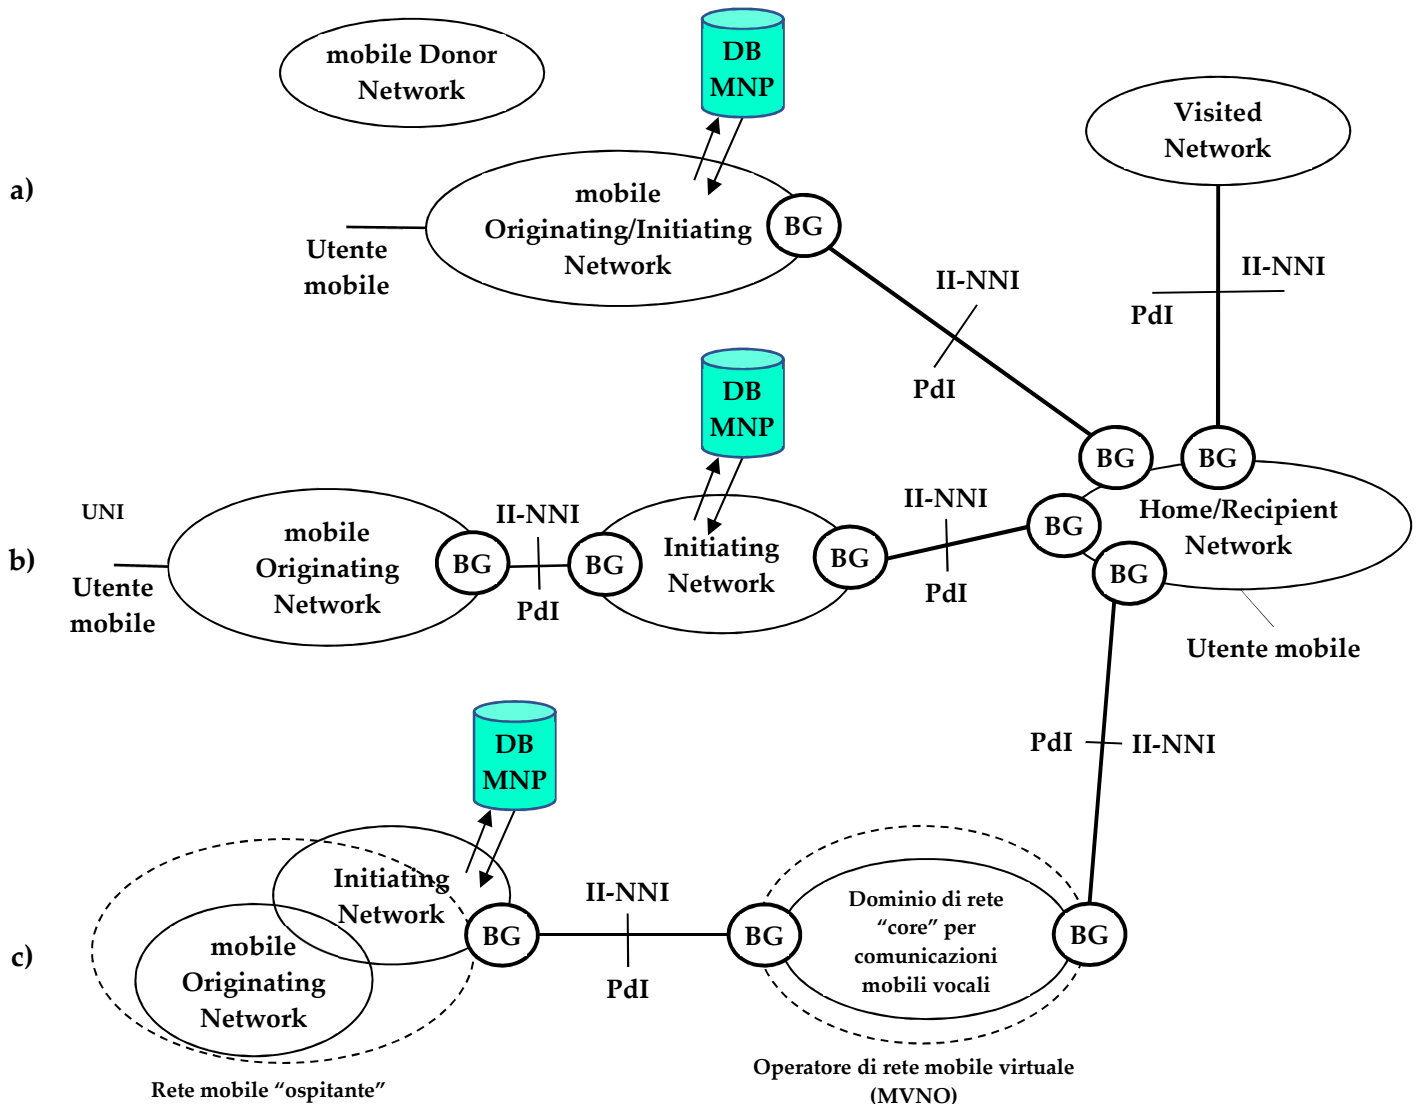 mobile Donor
Network
DB
MNP
Visited
Network
a)
mobile
Originating/Initiating
Network
BG
Utente
mobile
II-NNI
PdI
II-NNI
PdI
DB
MNP
BG
BG
UNI
b)
Utente
mobile
mobile
Originating
Network
BG
II-NNI
PdI
BG
Initiating
Network
BG
II-NNI
PdI
BG
Home/Recipient
Network
BG
Utente mobile
DB
MNP
PdI
II-NNI
c)
Initiating
Network
mobile
Originating
Network
BG
II-NNI
PdI
BG
Dominio di rete
“core” per
comunicazioni
mobili vocali
BG
Rete mobile “ospitante”
Operatore di rete mobile virtuale
(MVNO)